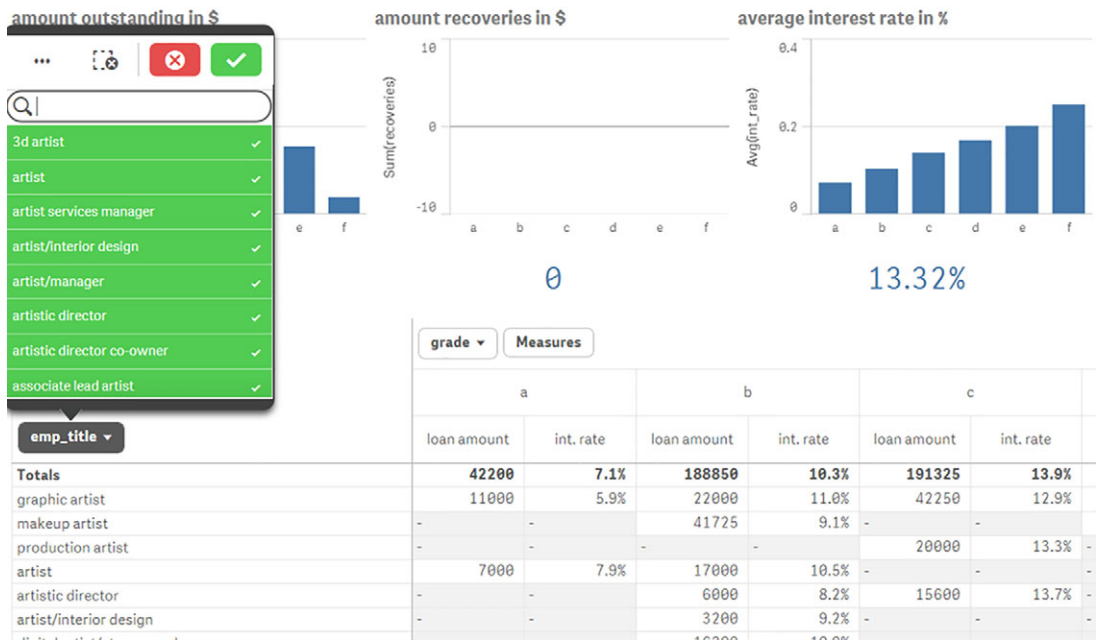 amount outstanding in $
amount recoveries in $
average interest rate in %
...
3d artist
artist
artist services manager
artist/interior design
artist/manager
artistic director
artistic director co-owner
associate lead artist
emp_title
e f
Sum(recoveries)
10
0
-10
a b c d e f
0
Avg(int_rate)
0.4
0.2
0
a b c d e f
13.32%
grade Measures
a b c
loan amount int. rate loan amount int. rate loan amount int. rate
Totals 42200 7.1% 188850 10.3% 191325 13.9%
graphic artist 11000 5.9% 22000 11.0% 42250 12.9%
makeup artist - - 41725 9.1% - -
production artist - - - - 20000 13.3% -
artist 7000 7.9% 17000 10.5% - -
artistic director - - 6000 8.2% 15600 13.7% -
artist/interior design - - 3200 9.2% - -